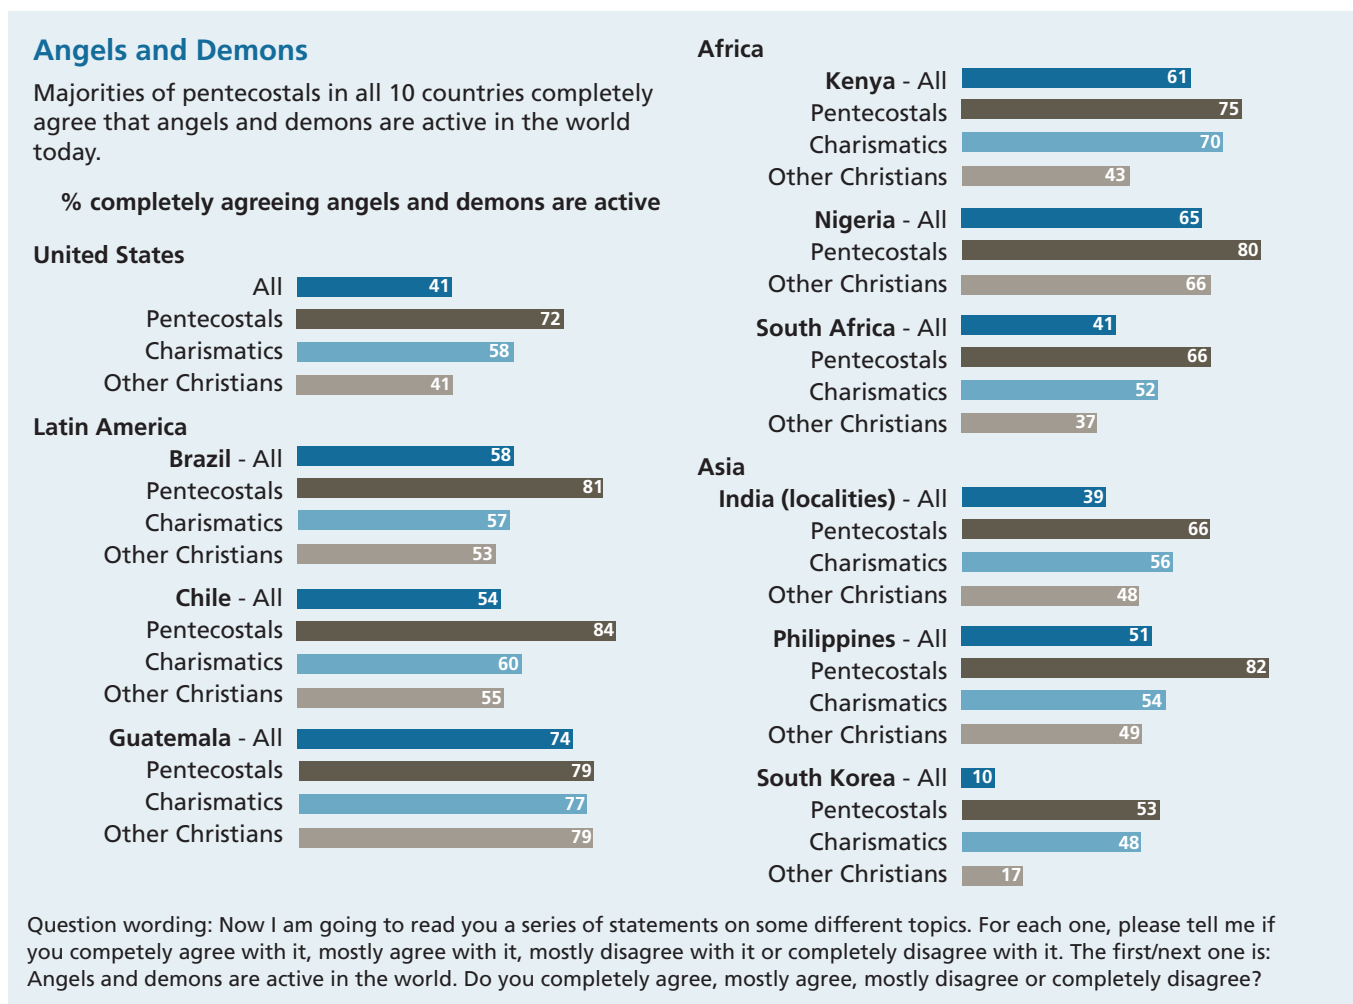 Angels and Demons
Majorities of pentecostals in all 10 countries completely
agree that angels and demons are active in the world
today.
% completely agreeing angels and demons are active
United States
All 41
Pentecostals 72
Charismatics 58
Other Christians 41
Latin America
Brazil - All 58
Pentecostals 81
Charismatics 57
Other Christians 53
Chile - All 54
Pentecostals 84
Charismatics 60
Other Christians 55
Guatemala - All 74
Pentecostals 79
Charismatics 77
Other Christians 79
Africa
Kenya - All 61
Pentecostals 75
Charismatics 70
Other Christians 43
Nigeria - All 65
Pentecostals 80
Other Christians 66
South Africa - All 41
Pentecostals 66
Charismatics 52
Other Christians 37
Asia
India (localities) - All 39
Pentecostals 66
Charismatics 56
Other Christians 48
Philippines - All 51
Pentecostals 82
Charismatics 54
Other Christians 49
South Korea - All 10
Pentecostals 53
Charismatics 48
Other Christians 17
Question wording: Now I am going to read you a series of statements on some different topics. For each one, please tell me if
you competely agree with it, mostly agree with it, mostly disagree with it or completely disagree with it. The first/next one is:
Angels and demons are active in the world. Do you completely agree, mostly agree, mostly disagree or completely disagree?